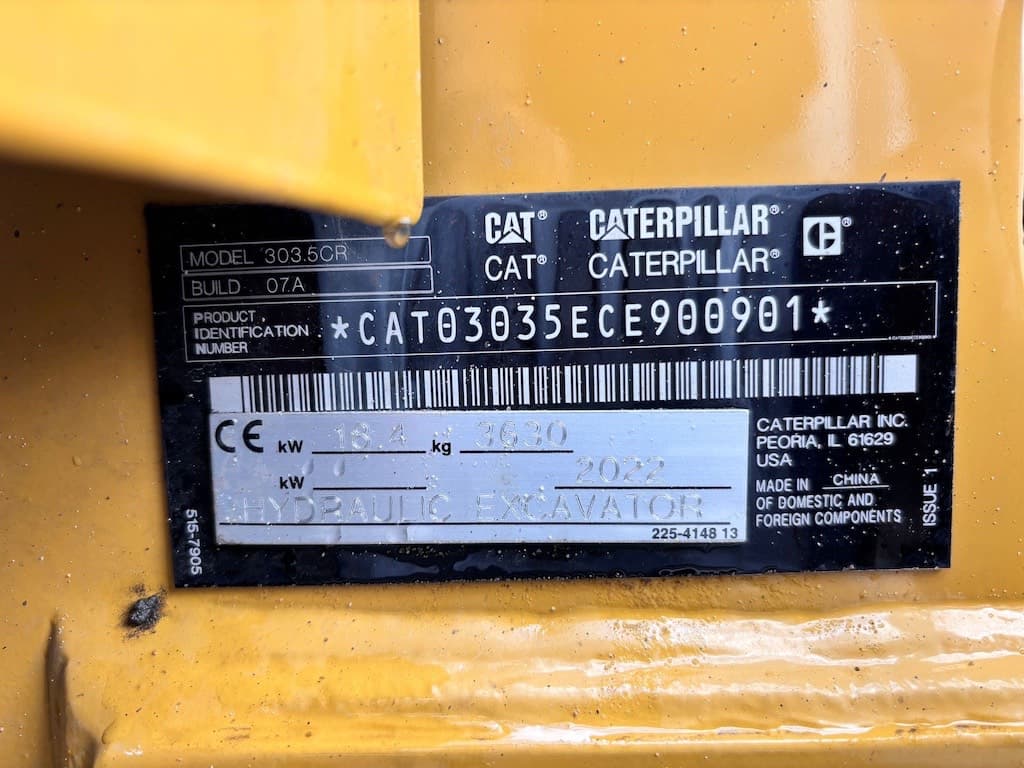 CAT® CATERPILLAR® C®
CAT® CATERPILLAR®
MODEL 303.5CR
BUILD 07A
PRODUCT IDENTIFICATION NUMBER
*CAT03035ECE900901*
CE kW 18.4 kg 3630
kW 2022
HYDRAULIC EXCAVATOR
225-4148 13
CATERPILLAR INC.
PEORIA, IL 61629
USA
MADE IN CHINA
OF DOMESTIC AND
FOREIGN COMPONENTS
ISSUE 1
515-7905